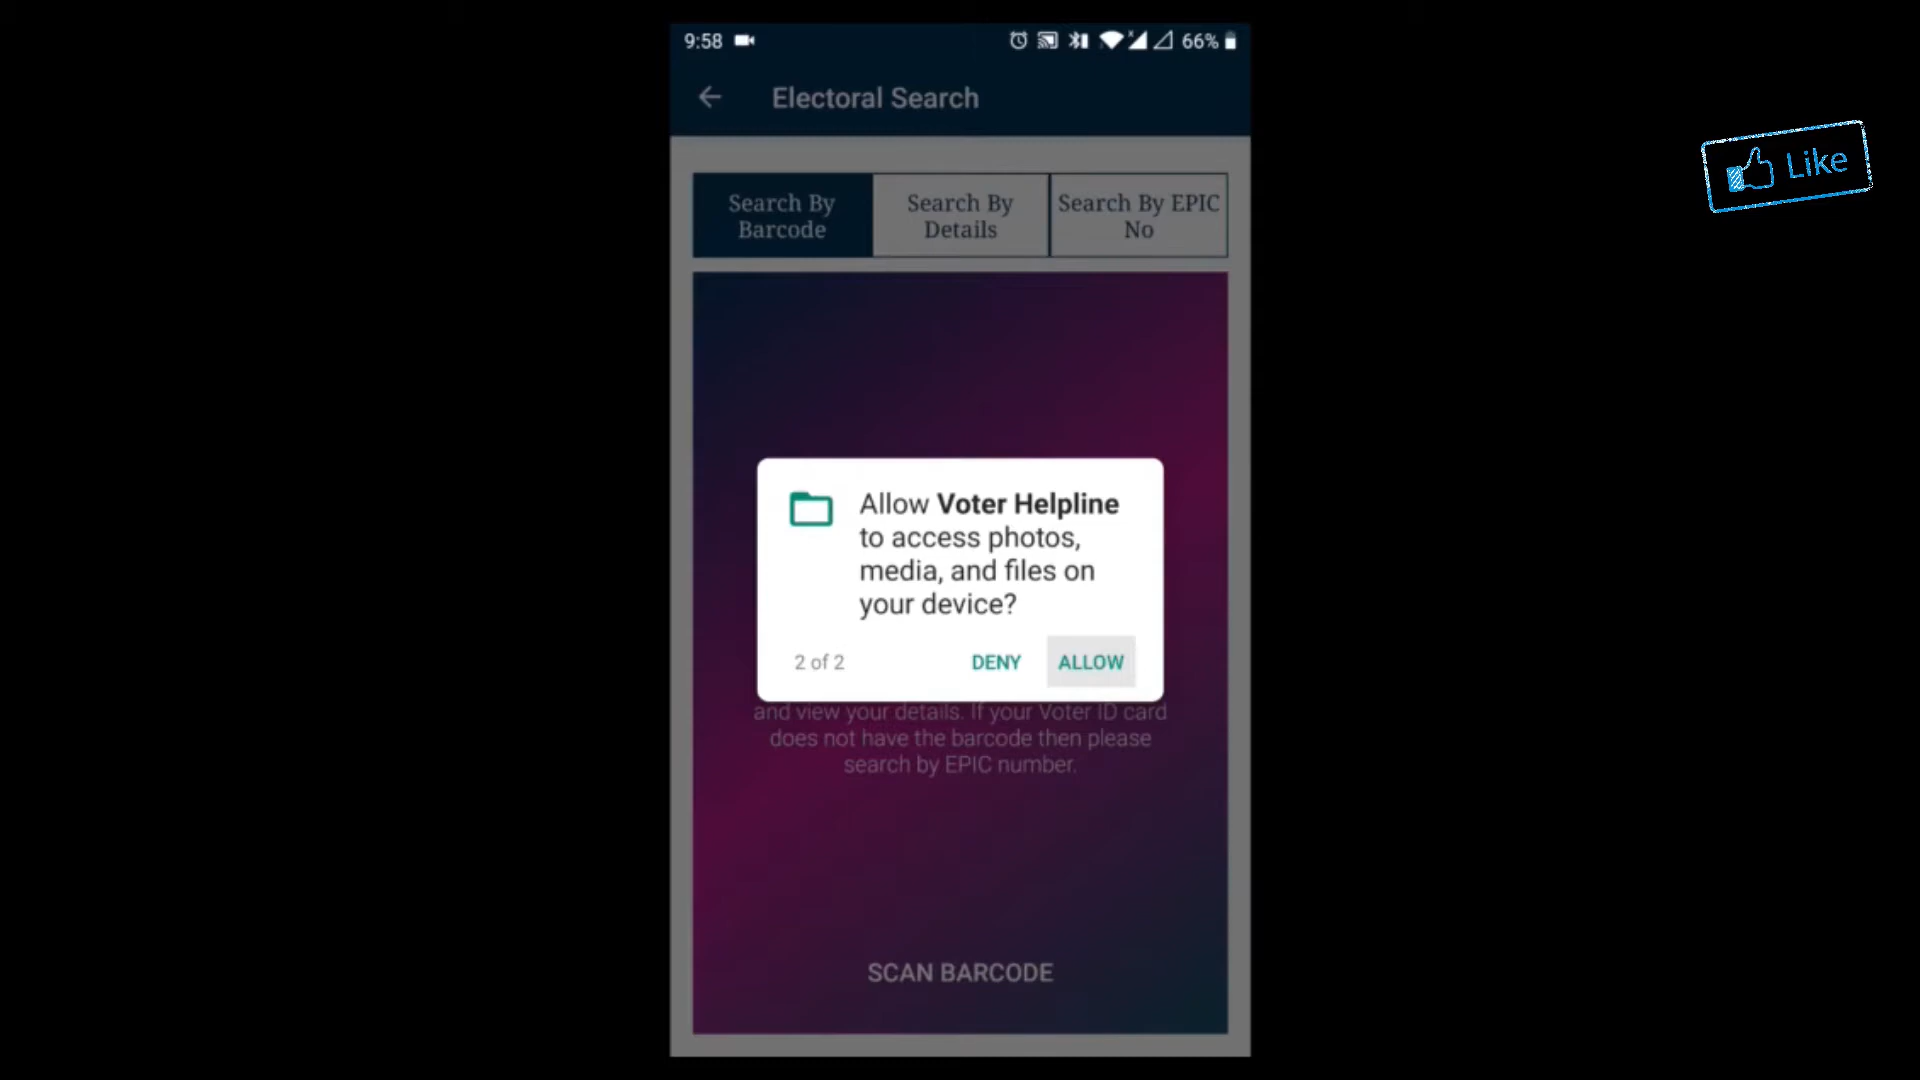 9:58
66%
Electoral Search
Search By
Barcode
Search By
Details
Search By EPIC
No
Allow Voter Helpline
to access photos,
media, and files on
your device?
2 of 2
DENY
ALLOW
and view your details. If your Voter ID card
does not have the barcode then please
search by EPIC number.
SCAN BARCODE
Like